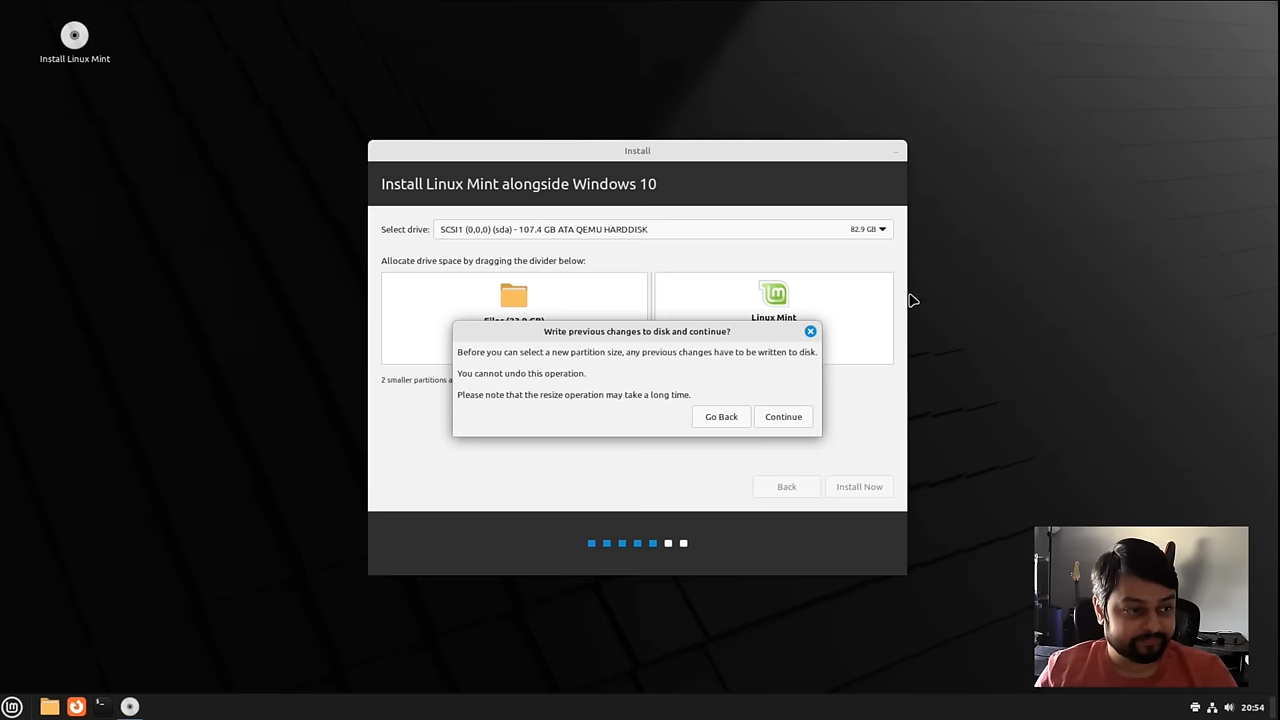 Install Linux Mint
Install
Install Linux Mint alongside Windows 10
Select drive:
SCSI1 (0,0,0) (sda) - 107.4 GB ATA QEMU HARDDISK
82.9 GB
Allocate drive space by dragging the divider below:
Linux Mint
Write previous changes to disk and continue?
Before you can select a new partition size, any previous changes have to be written to disk.
You cannot undo this operation.
2 smaller partitions
Please note that the resize operation may take a long time.
Go Back
Continue
Back
Install Now
20:54